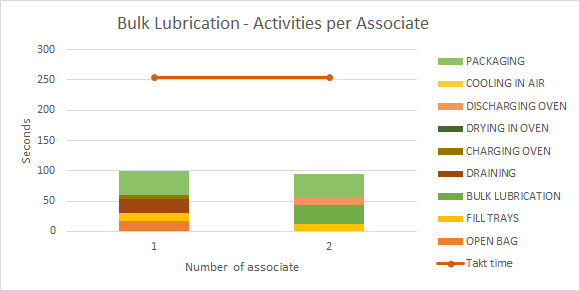 Bulk Lubrication - Activities per Associate
300
250
200
150
100
50
0
Seconds
1
2
Number of associate
PACKAGING
COOLING IN AIR
DISCHARGING OVEN
DRYING IN OVEN
CHARGING OVEN
DRAINING
BULK LUBRICATION
FILL TRAYS
OPEN BAG
Takt time